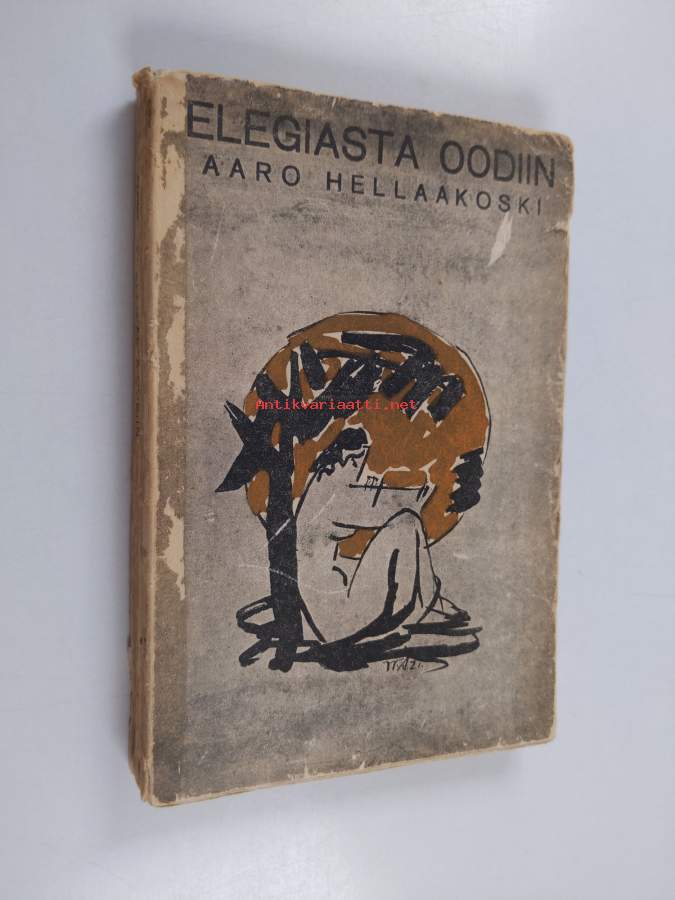 ELEGIASTA OODIIN
AARO HELLAAKOSKI
Antikvariaatti.net